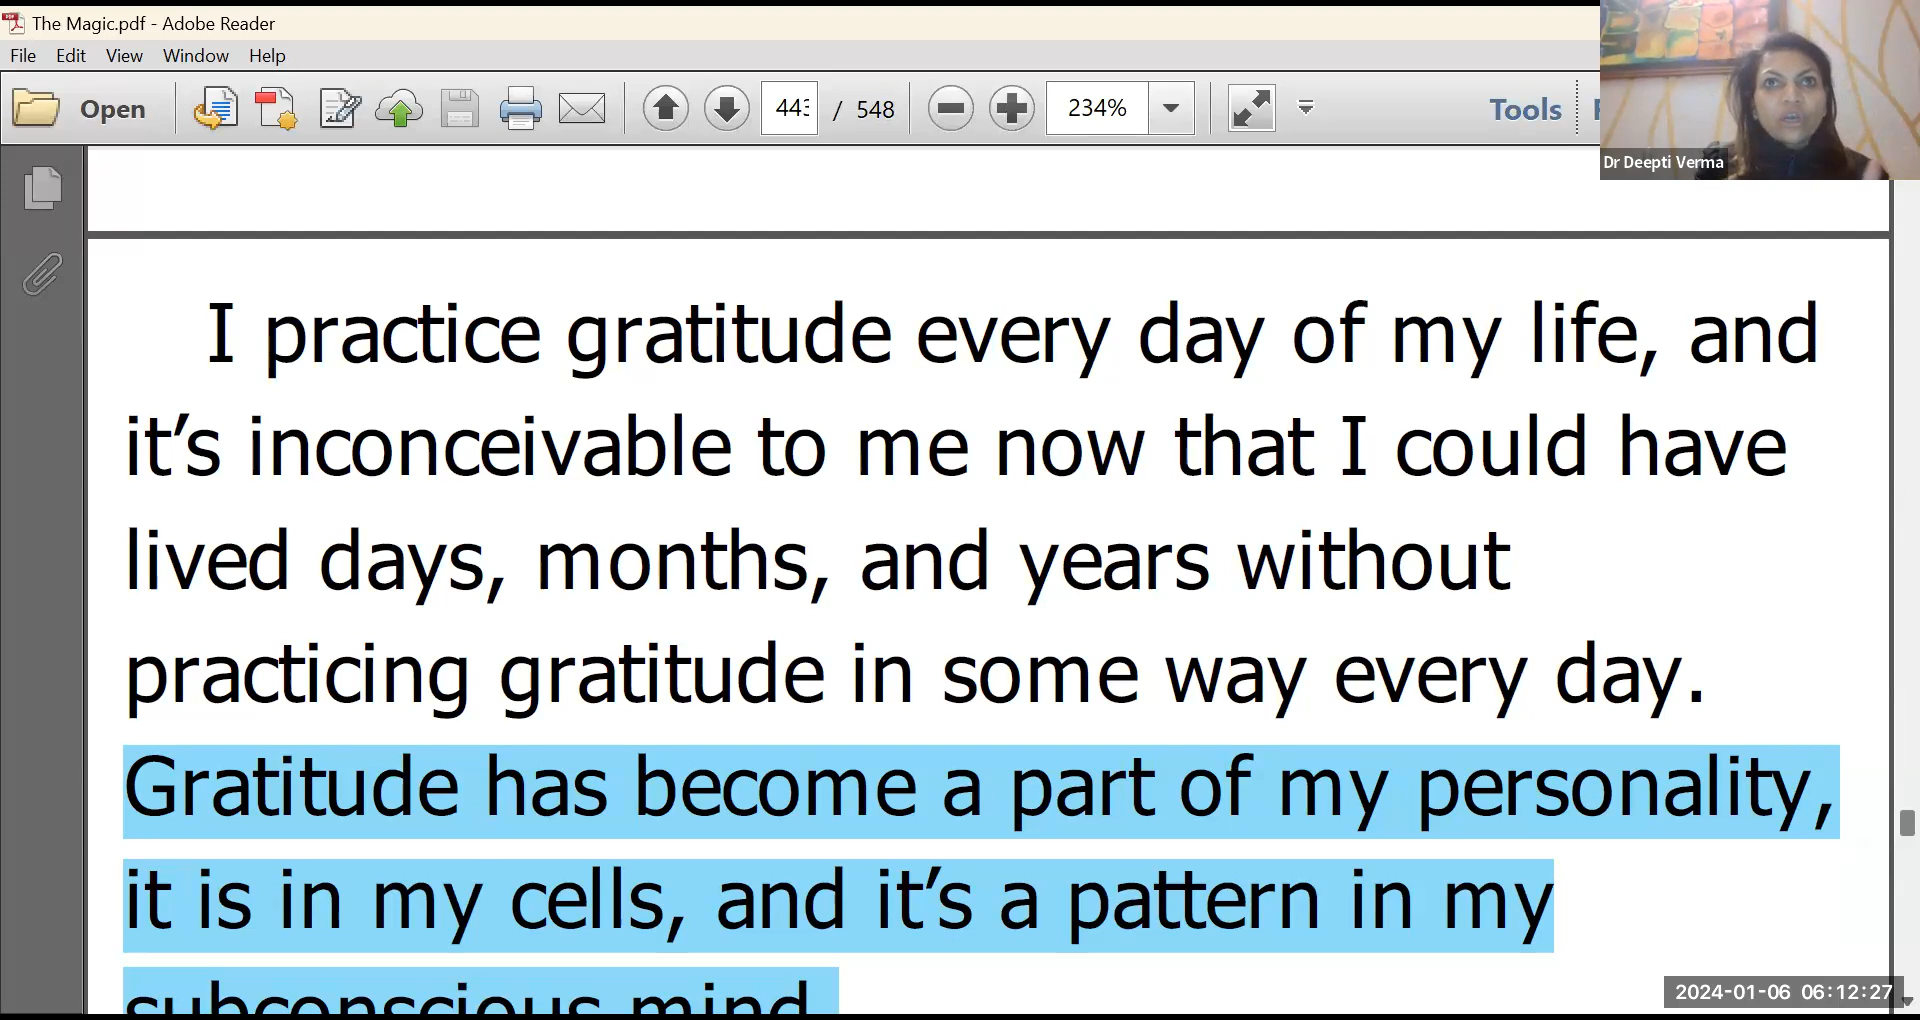 The Magic.pdf - Adobe Reader
File Edit View Window Help
Open
443 / 548
234%
Tools
Dr Deepti Verma
I practice gratitude every day of my life, and
it’s inconceivable to me now that I could have
lived days, months, and years without
practicing gratitude in some way every day.
Gratitude has become a part of my personality,
it is in my cells, and it’s a pattern in my
subconscious mind.
2024-01-06 06:12:27